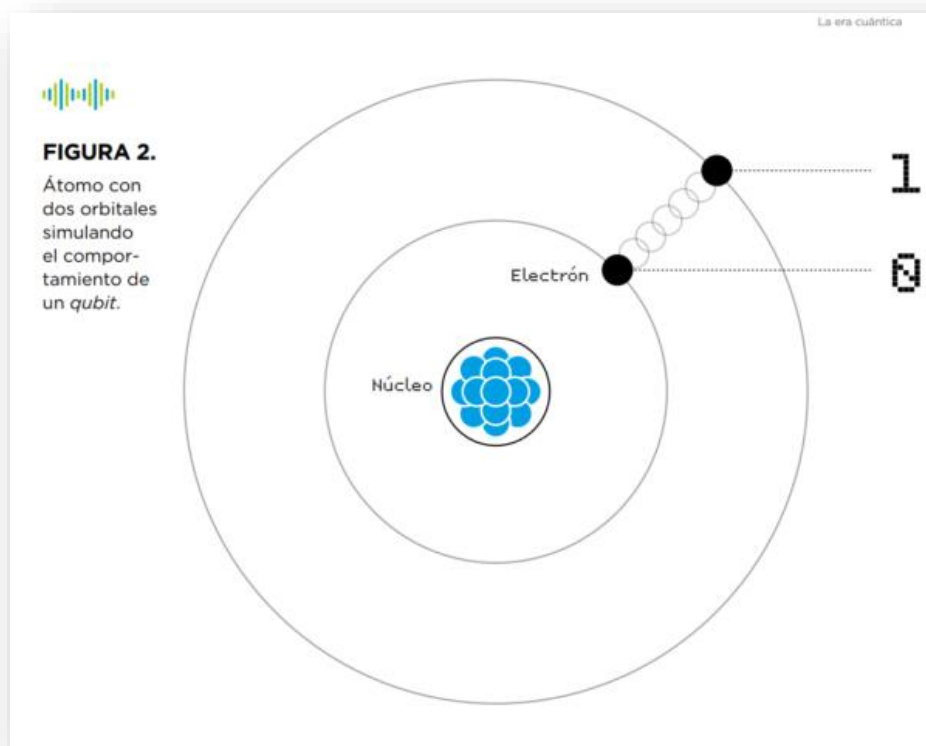 La era cuántica
FIGURA 2.
Átomo con
dos orbitales
simulando
el compor-
tamiento de
un qubit.
1
Electrón
0
Núcleo